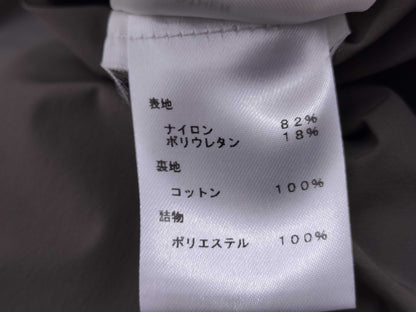 表地
ナイロン 82%
ポリウレタン 18%
裏地
コットン 100%
詰物
ポリエステル 100%